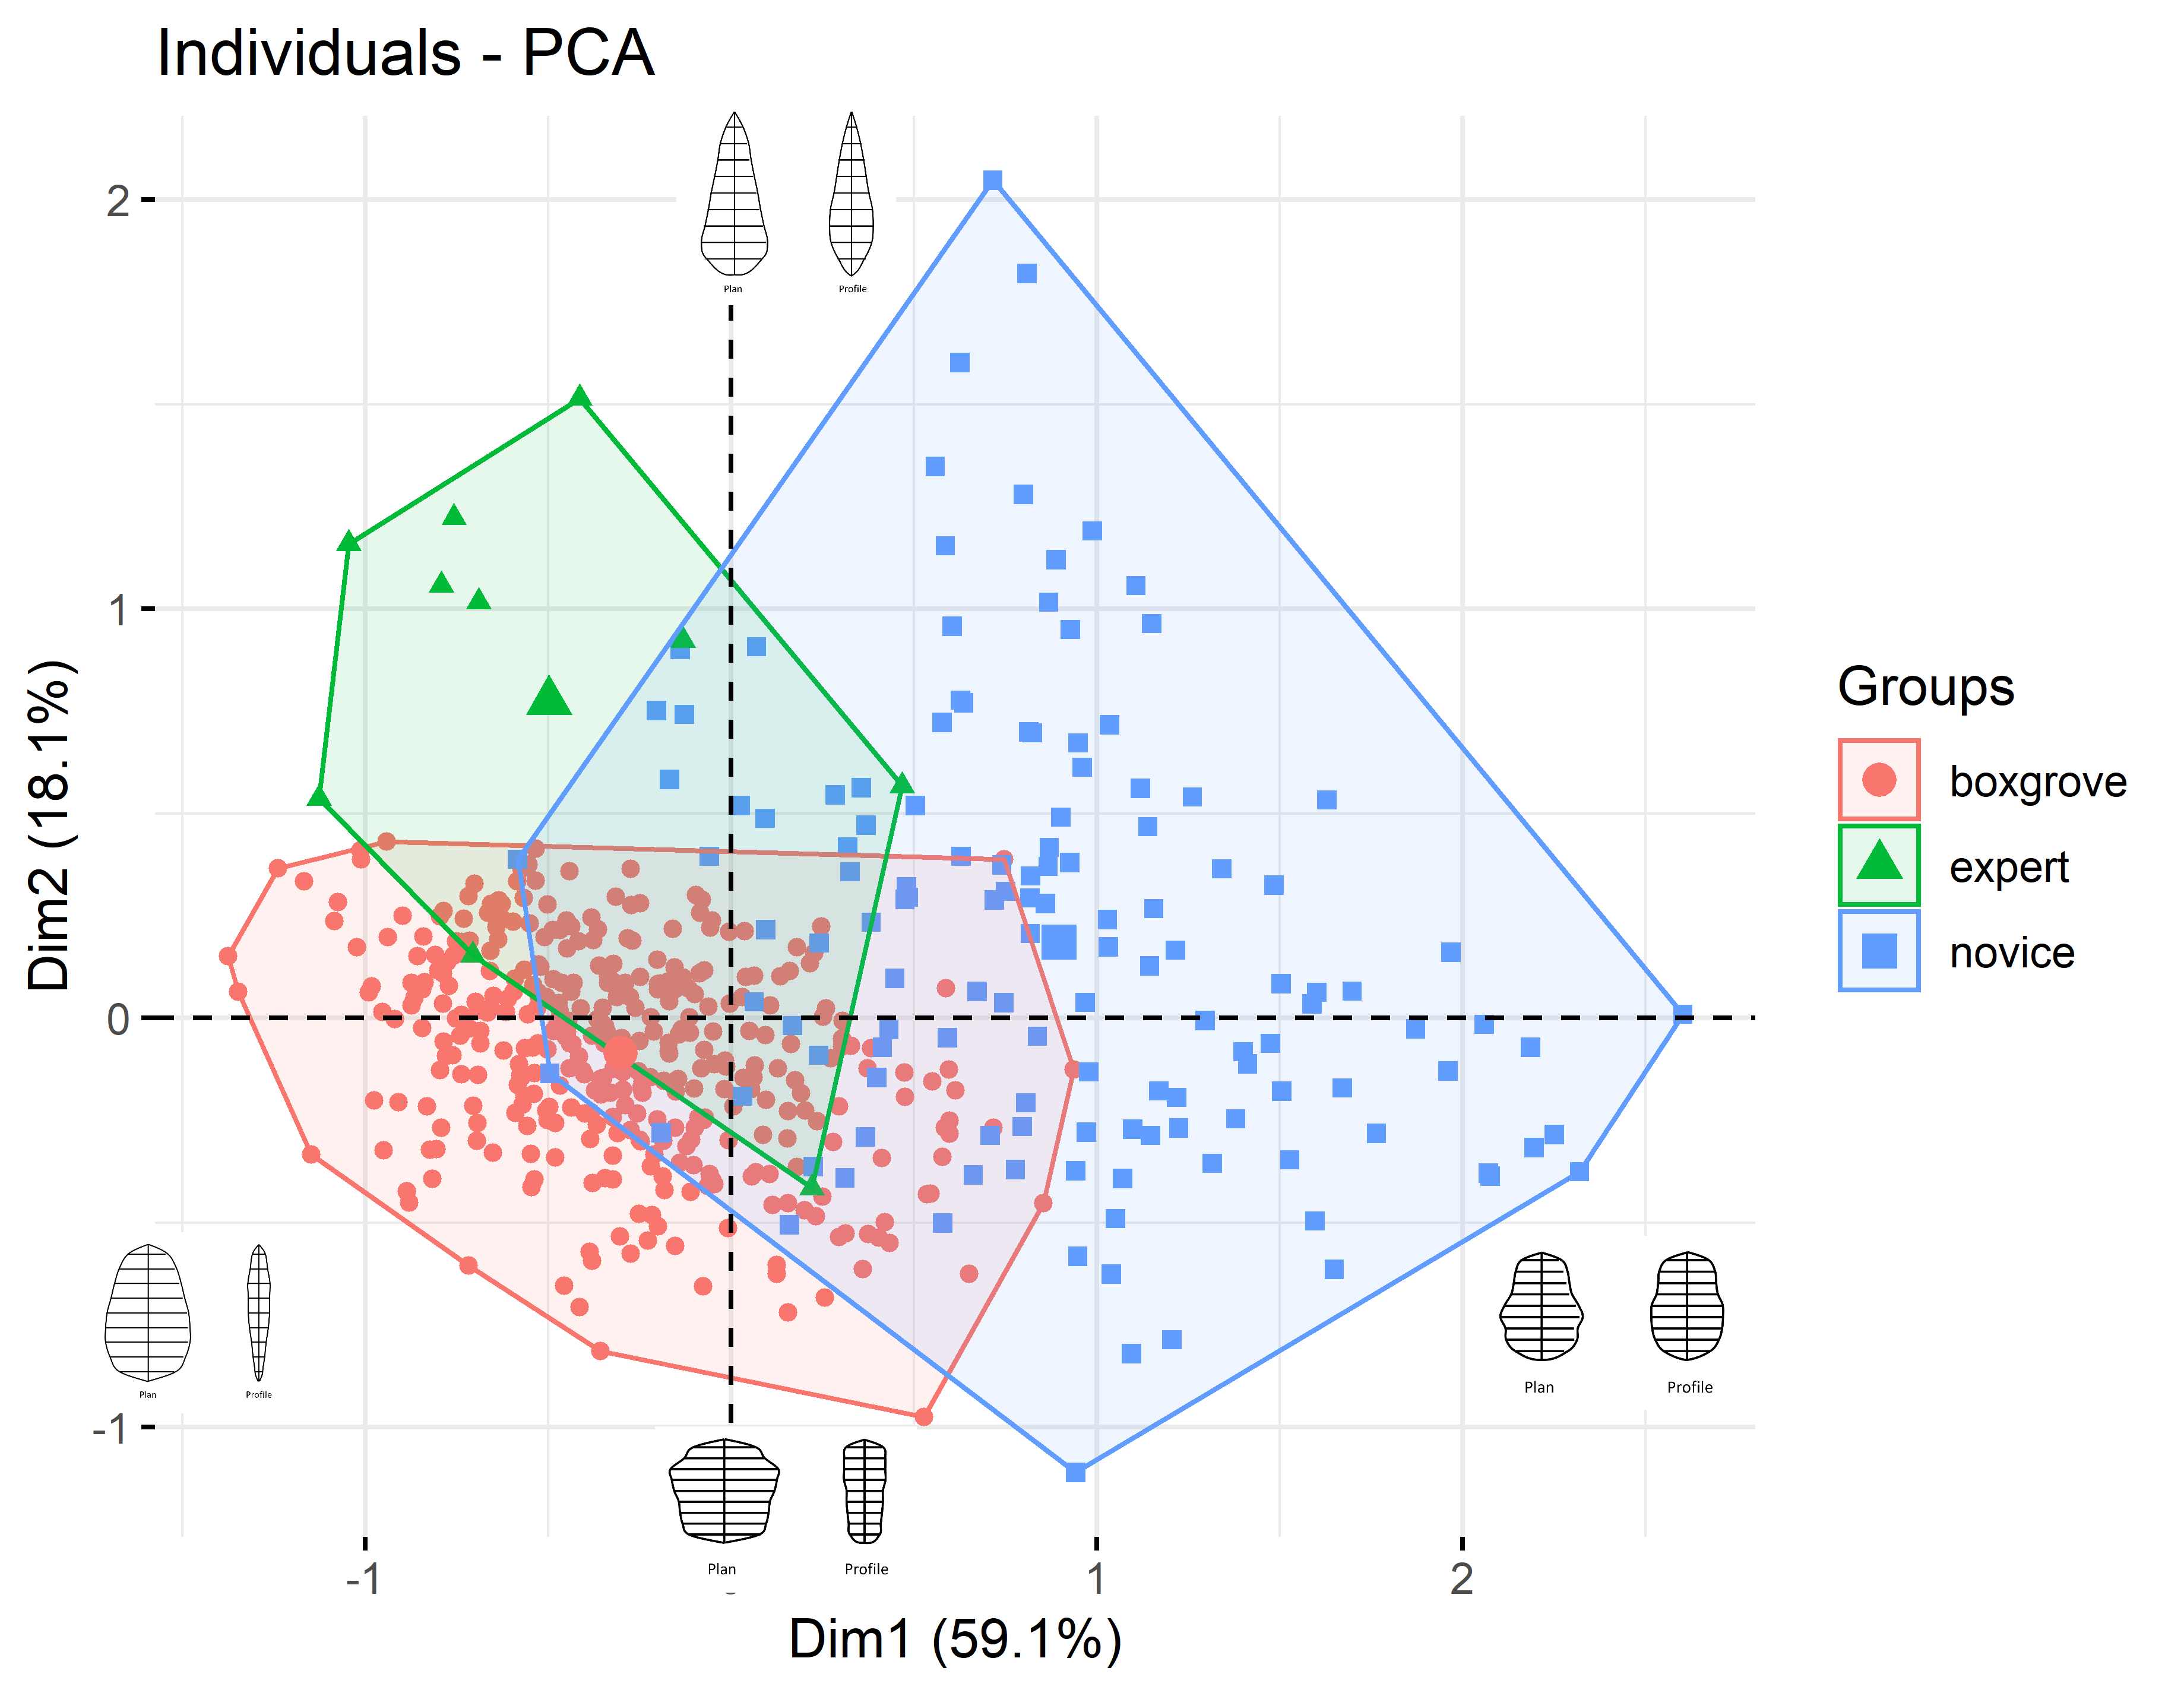 Individuals - PCA
Plan Profile
2
1
0
-1
Dim2 (18.1%)
Groups
boxgrove
expert
novice
Plan Profile
Plan Profile
Plan Profile
-1 1 2
Dim1 (59.1%)